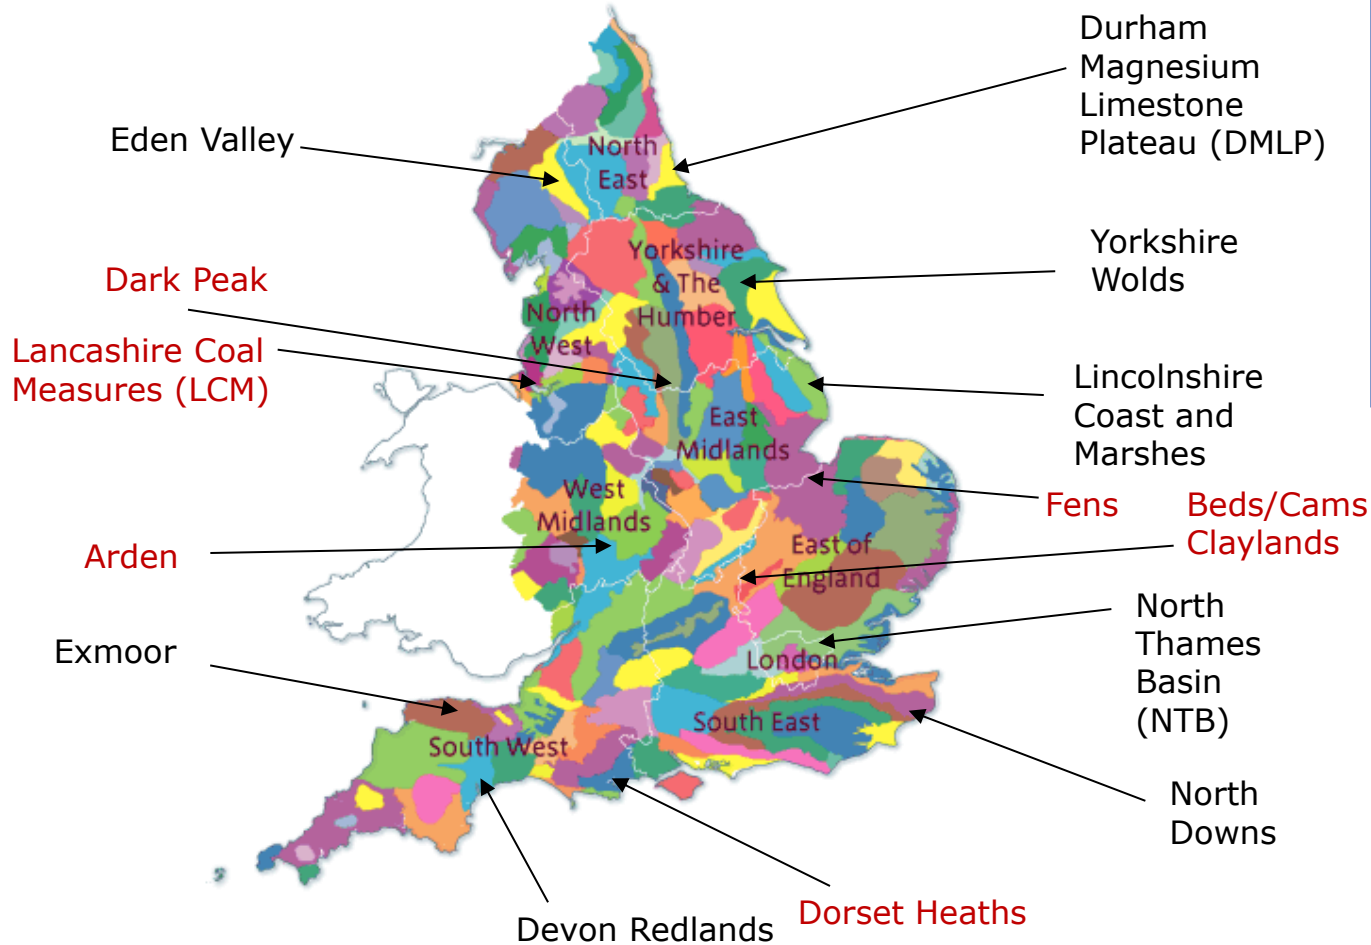 Durham
Magnesium
Limestone
Plateau (DMLP)
Eden Valley
North
East
Yorkshire
Wolds
Yorkshire
& The
Humber
Dark Peak
North
West
Lancashire Coal
Measures (LCM)
Lincolnshire
Coast and
Marshes
East
Midlands
West
Midlands
Fens
Beds/Cams
Claylands
Arden
East of
England
North
Thames
Basin
(NTB)
Exmoor
London
South East
South West
North
Downs
Devon Redlands
Dorset Heaths